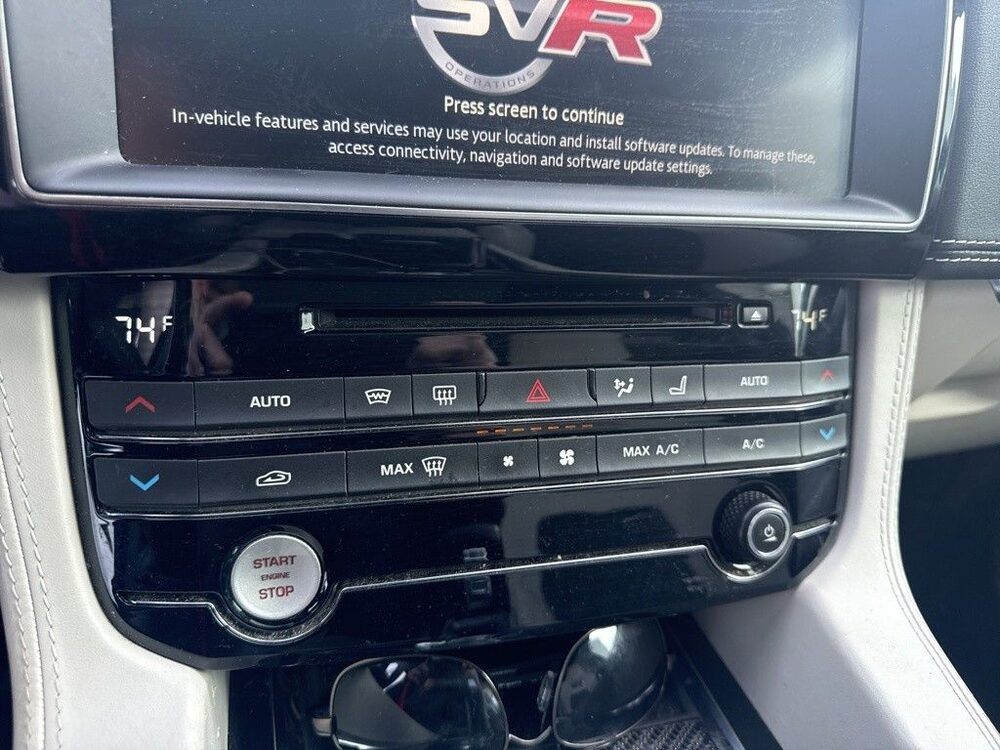 SVR
OPERATIONS
Press screen to continue
In-vehicle features and services may use your location and install software updates. To manage these,
access connectivity, navigation and software update settings.
74F
74F
AUTO
AUTO
MAX
MAX A/C
A/C
START
ENGINE
STOP